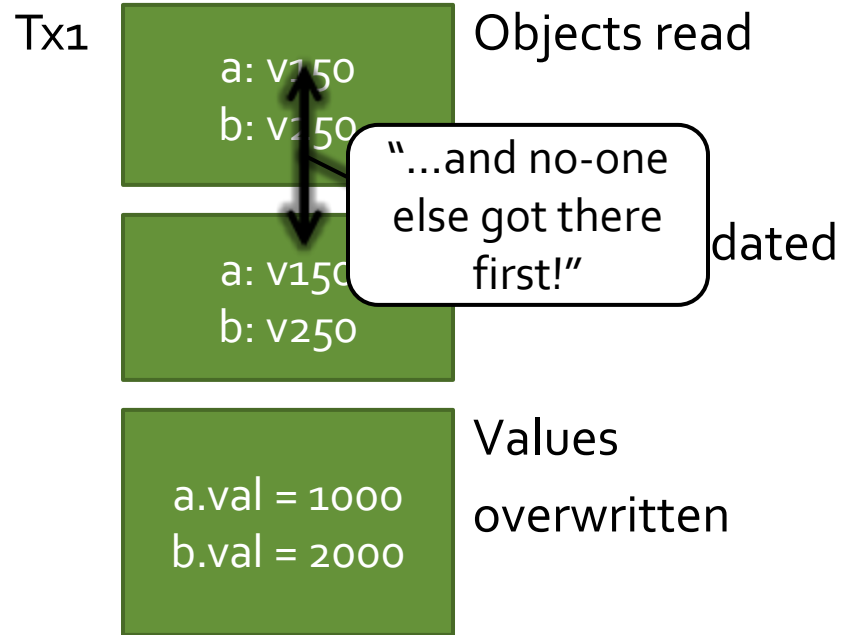 Tx1
Objects read
a: v150
b: v250
"...and no-one
else got there
first!"
dated
a: v150
b: v250
Values
overwritten
a.val = 1000
b.val = 2000